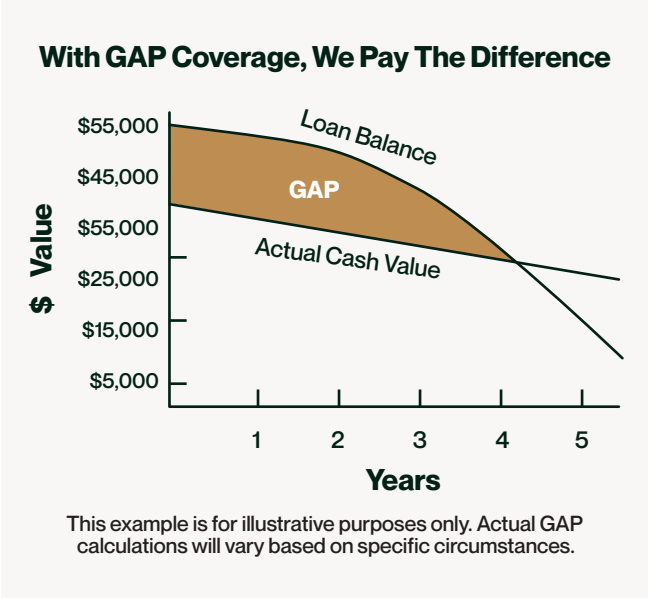 With GAP Coverage, We Pay The Difference
$55,000
Loan Balance
$45,000
GAP
$55,000
Actual Cash Value
$25,000
$ Value
$15,000
$5,000
1 2 3 4 5
Years
This example is for illustrative purposes only. Actual GAP
calculations will vary based on specific circumstances.